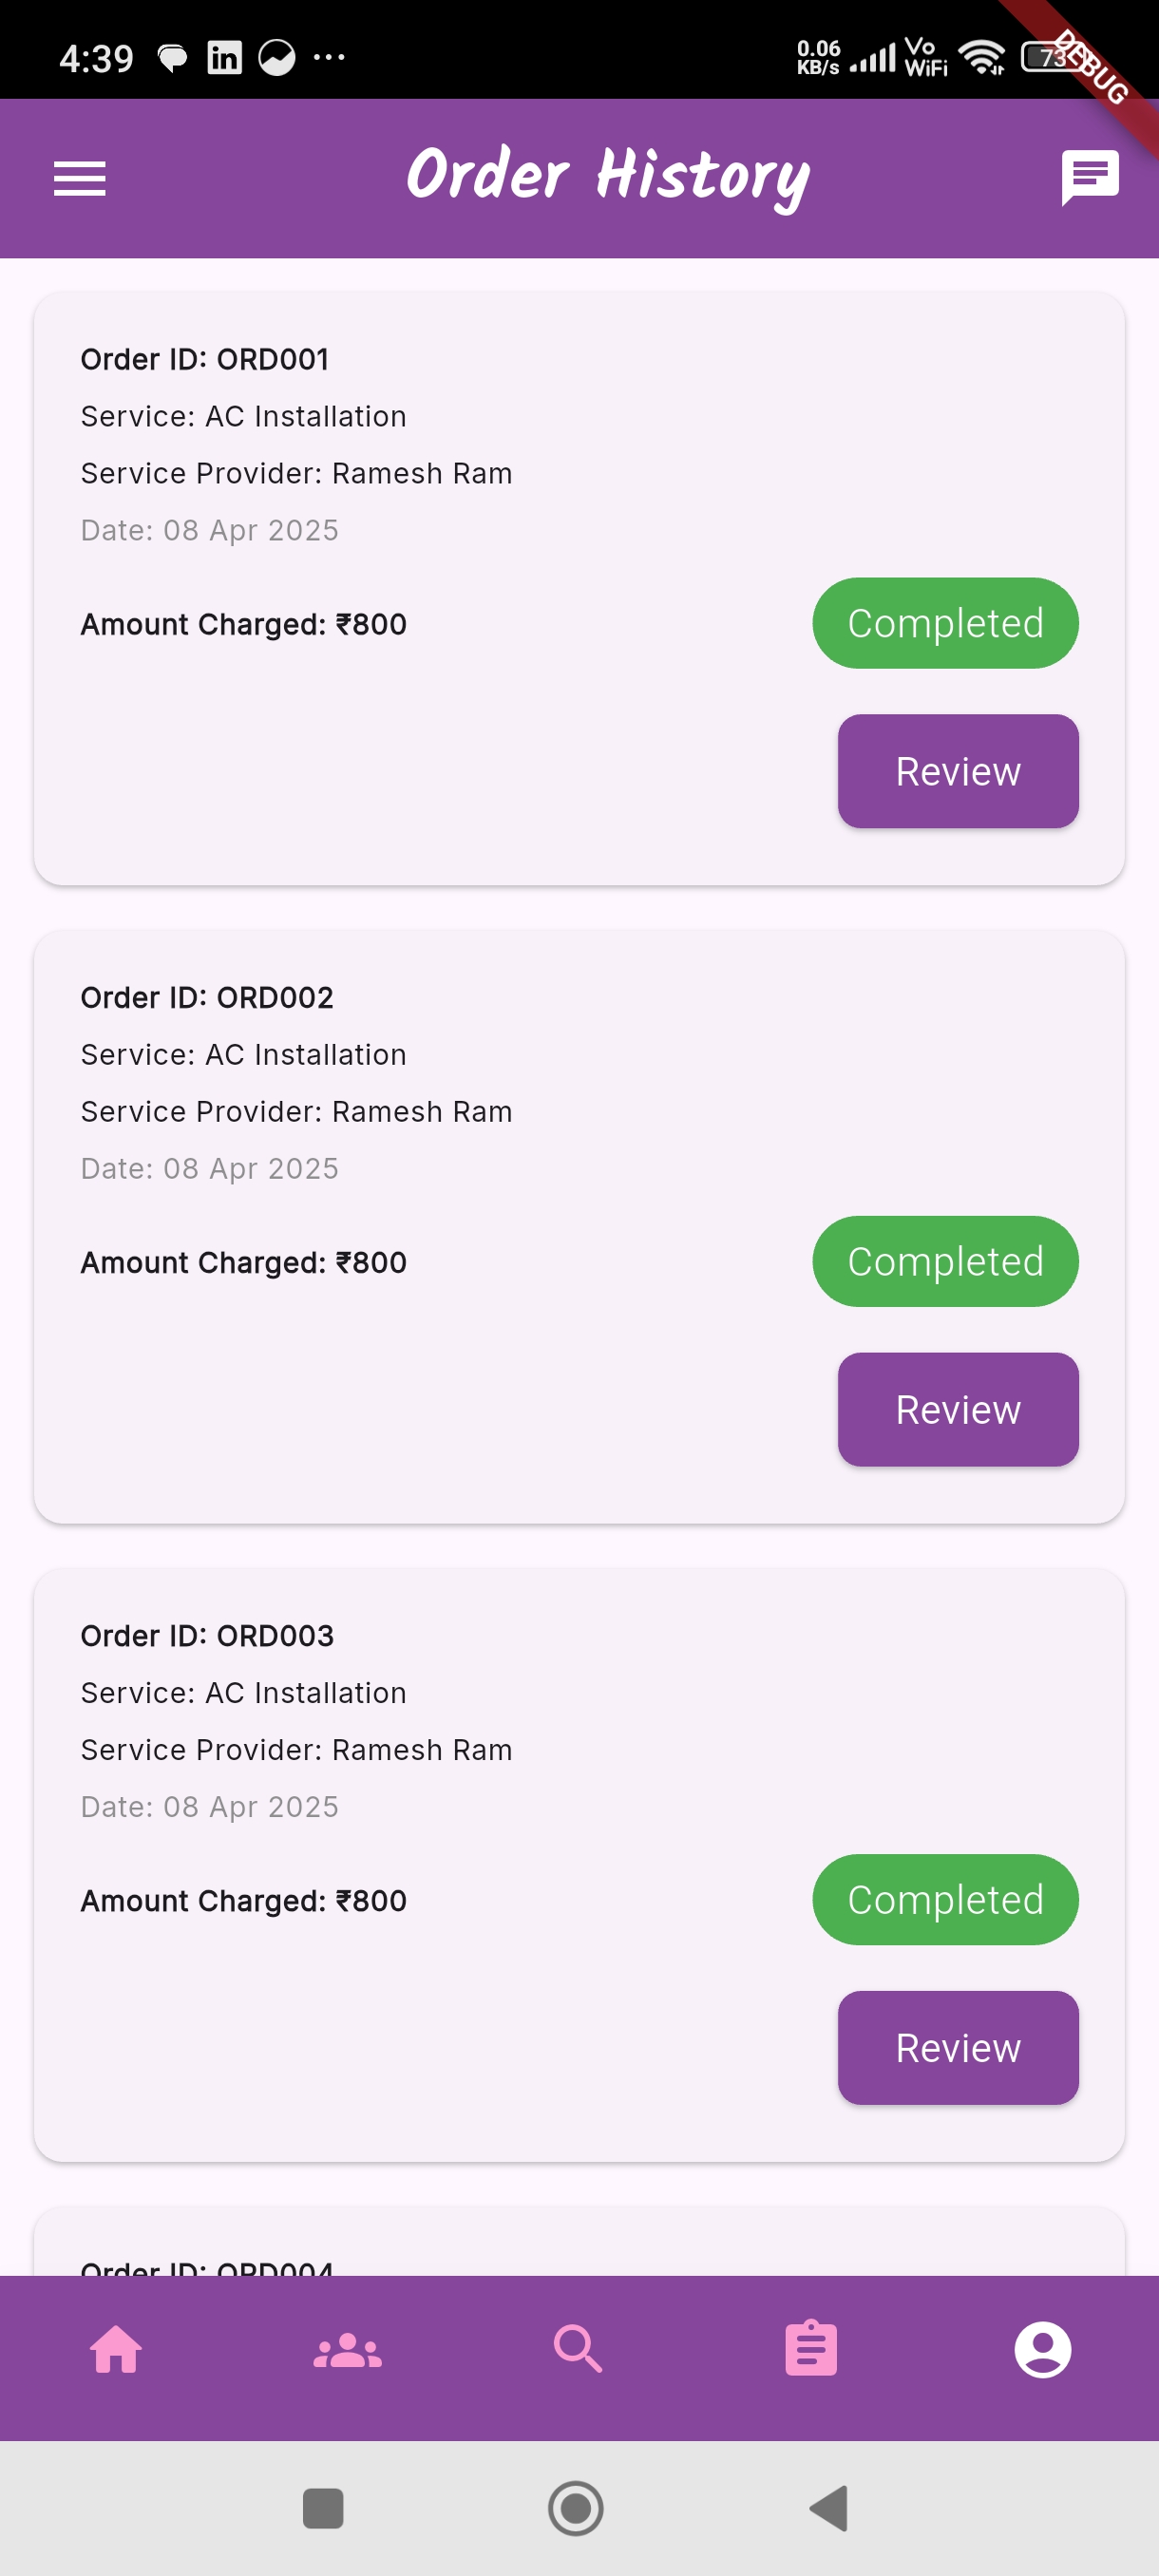 4:39
0.06
KB/s
Vo
WiFi
73
DEBUG
Order History
Order ID: ORD001
Service: AC Installation
Service Provider: Ramesh Ram
Date: 08 Apr 2025
Amount Charged: ₹800
Completed
Review
Order ID: ORD002
Service: AC Installation
Service Provider: Ramesh Ram
Date: 08 Apr 2025
Amount Charged: ₹800
Completed
Review
Order ID: ORD003
Service: AC Installation
Service Provider: Ramesh Ram
Date: 08 Apr 2025
Amount Charged: ₹800
Completed
Review
Order ID: ORD004